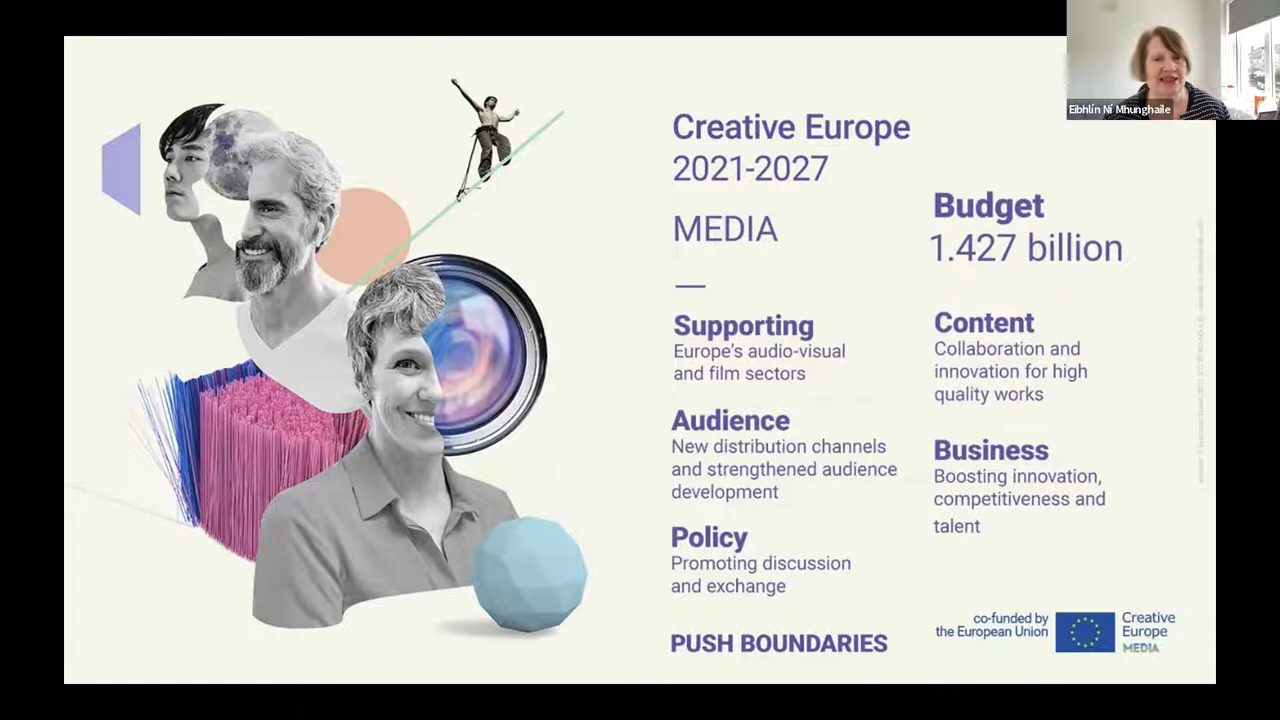 Eibhlín Ní Mhunghaile
Creative Europe
2021-2027
MEDIA
Supporting
Europe's audio-visual
and film sectors
Audience
New distribution channels
and strengthened audience
development
Policy
Promoting discussion
and exchange
PUSH BOUNDARIES
Budget
1.427 billion
Content
Collaboration and
innovation for high
quality works
Business
Boosting innovation,
competitiveness and
talent
co-funded by
the European Union
Creative
Europe
MEDIA